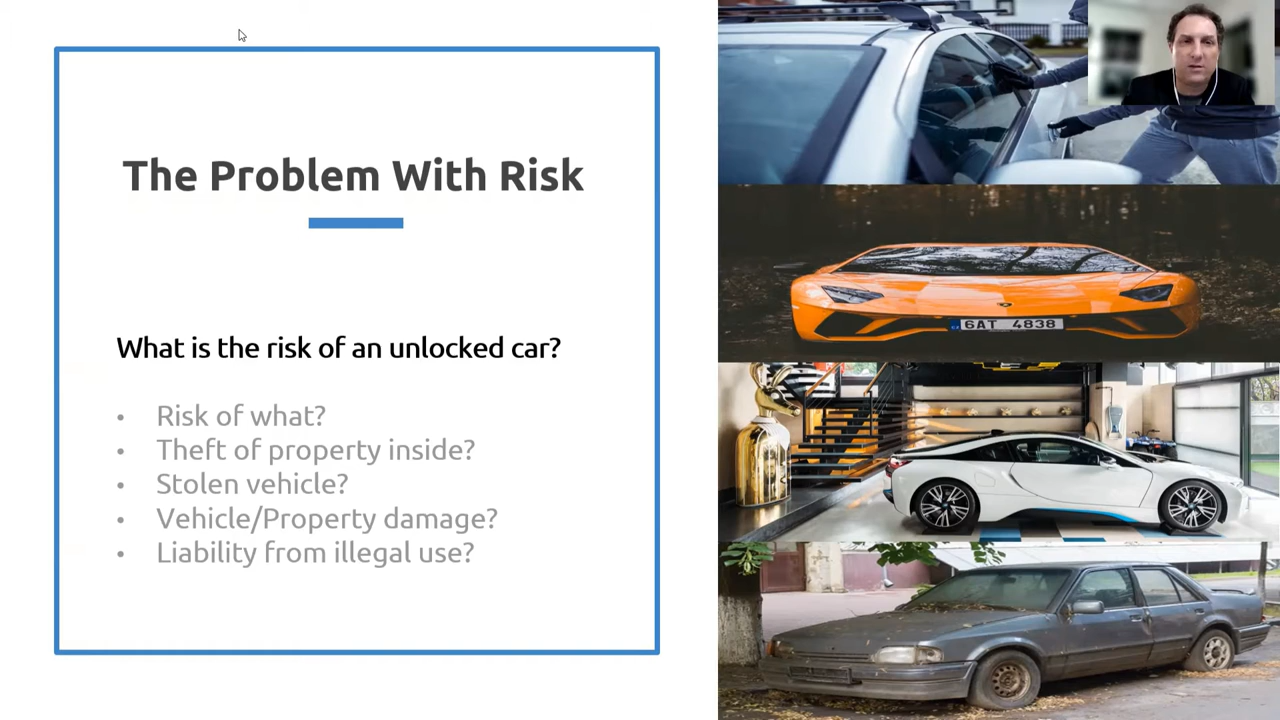 The Problem With Risk
What is the risk of an unlocked car?
• Risk of what?
• Theft of property inside?
• Stolen vehicle?
• Vehicle/Property damage?
• Liability from illegal use?
6AT 4838